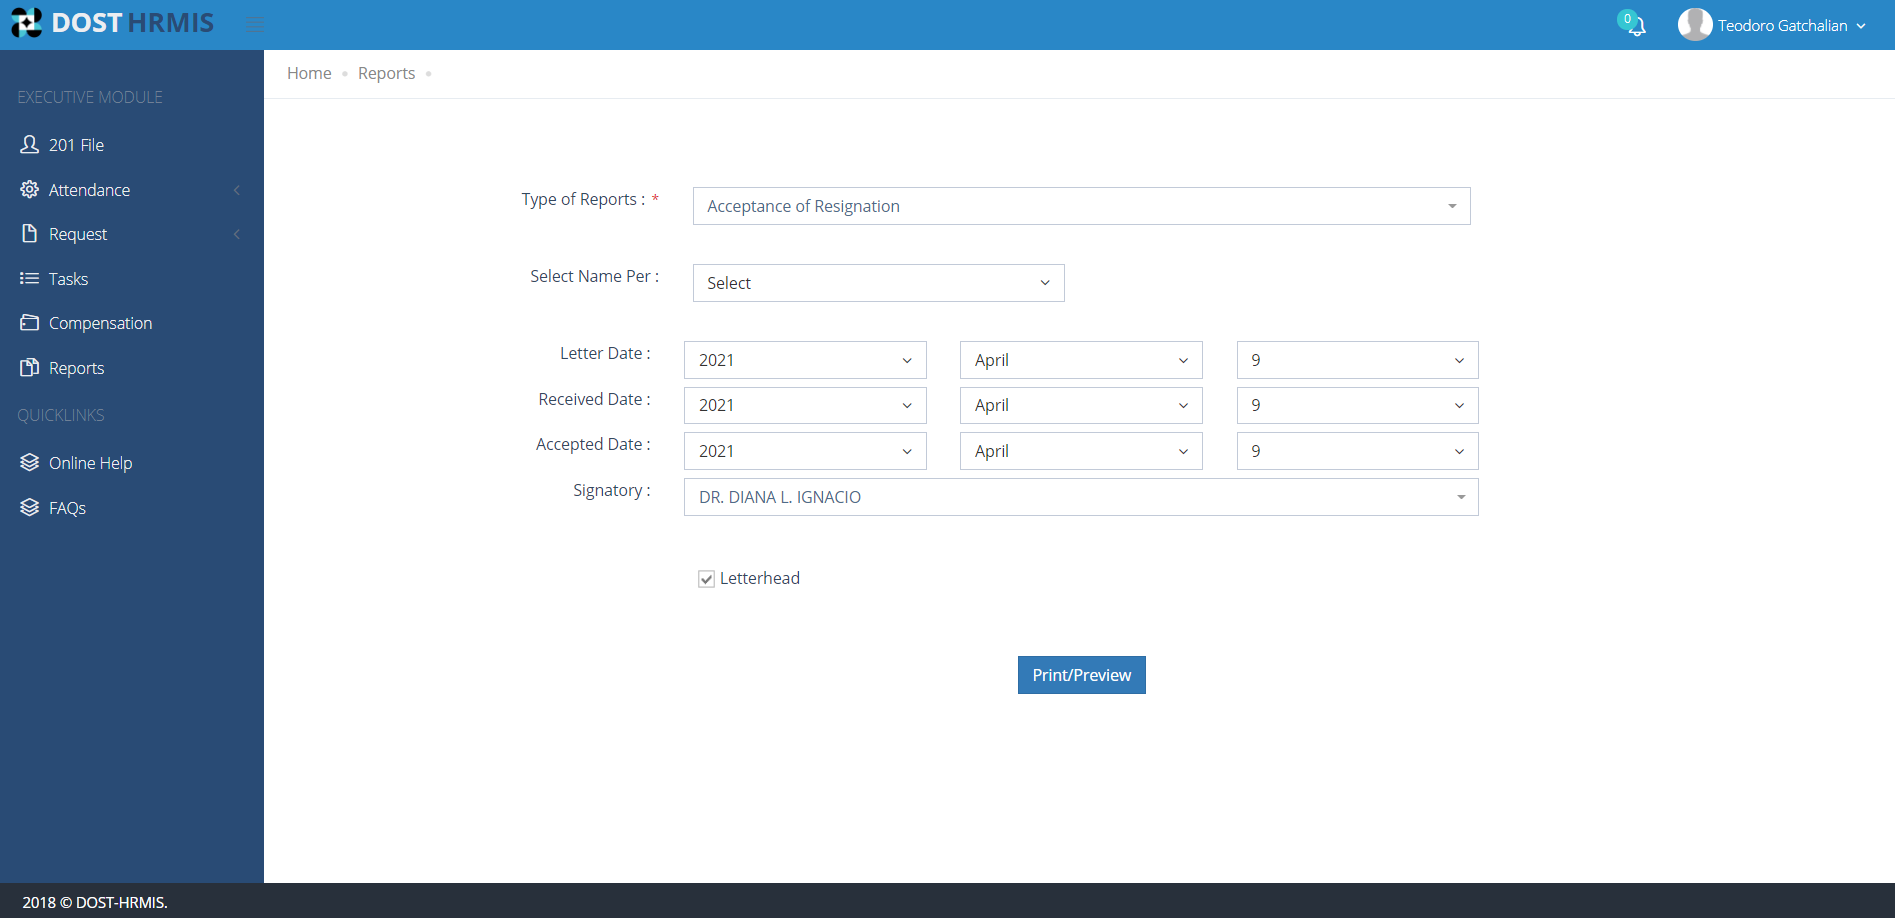 DOST HRMIS
0
Teodoro Gatchalian
EXECUTIVE MODULE
201 File
Attendance
Request
Tasks
Compensation
Reports
QUICKLINKS
Online Help
FAQs
Home
Reports
Type of Reports : *
Acceptance of Resignation
Select Name Per :
Select
Letter Date :
2021
April
9
Received Date :
2021
April
9
Accepted Date :
2021
April
9
Signatory :
DR. DIANA L. IGNACIO
Letterhead
Print/Preview
2018 © DOST-HRMIS.